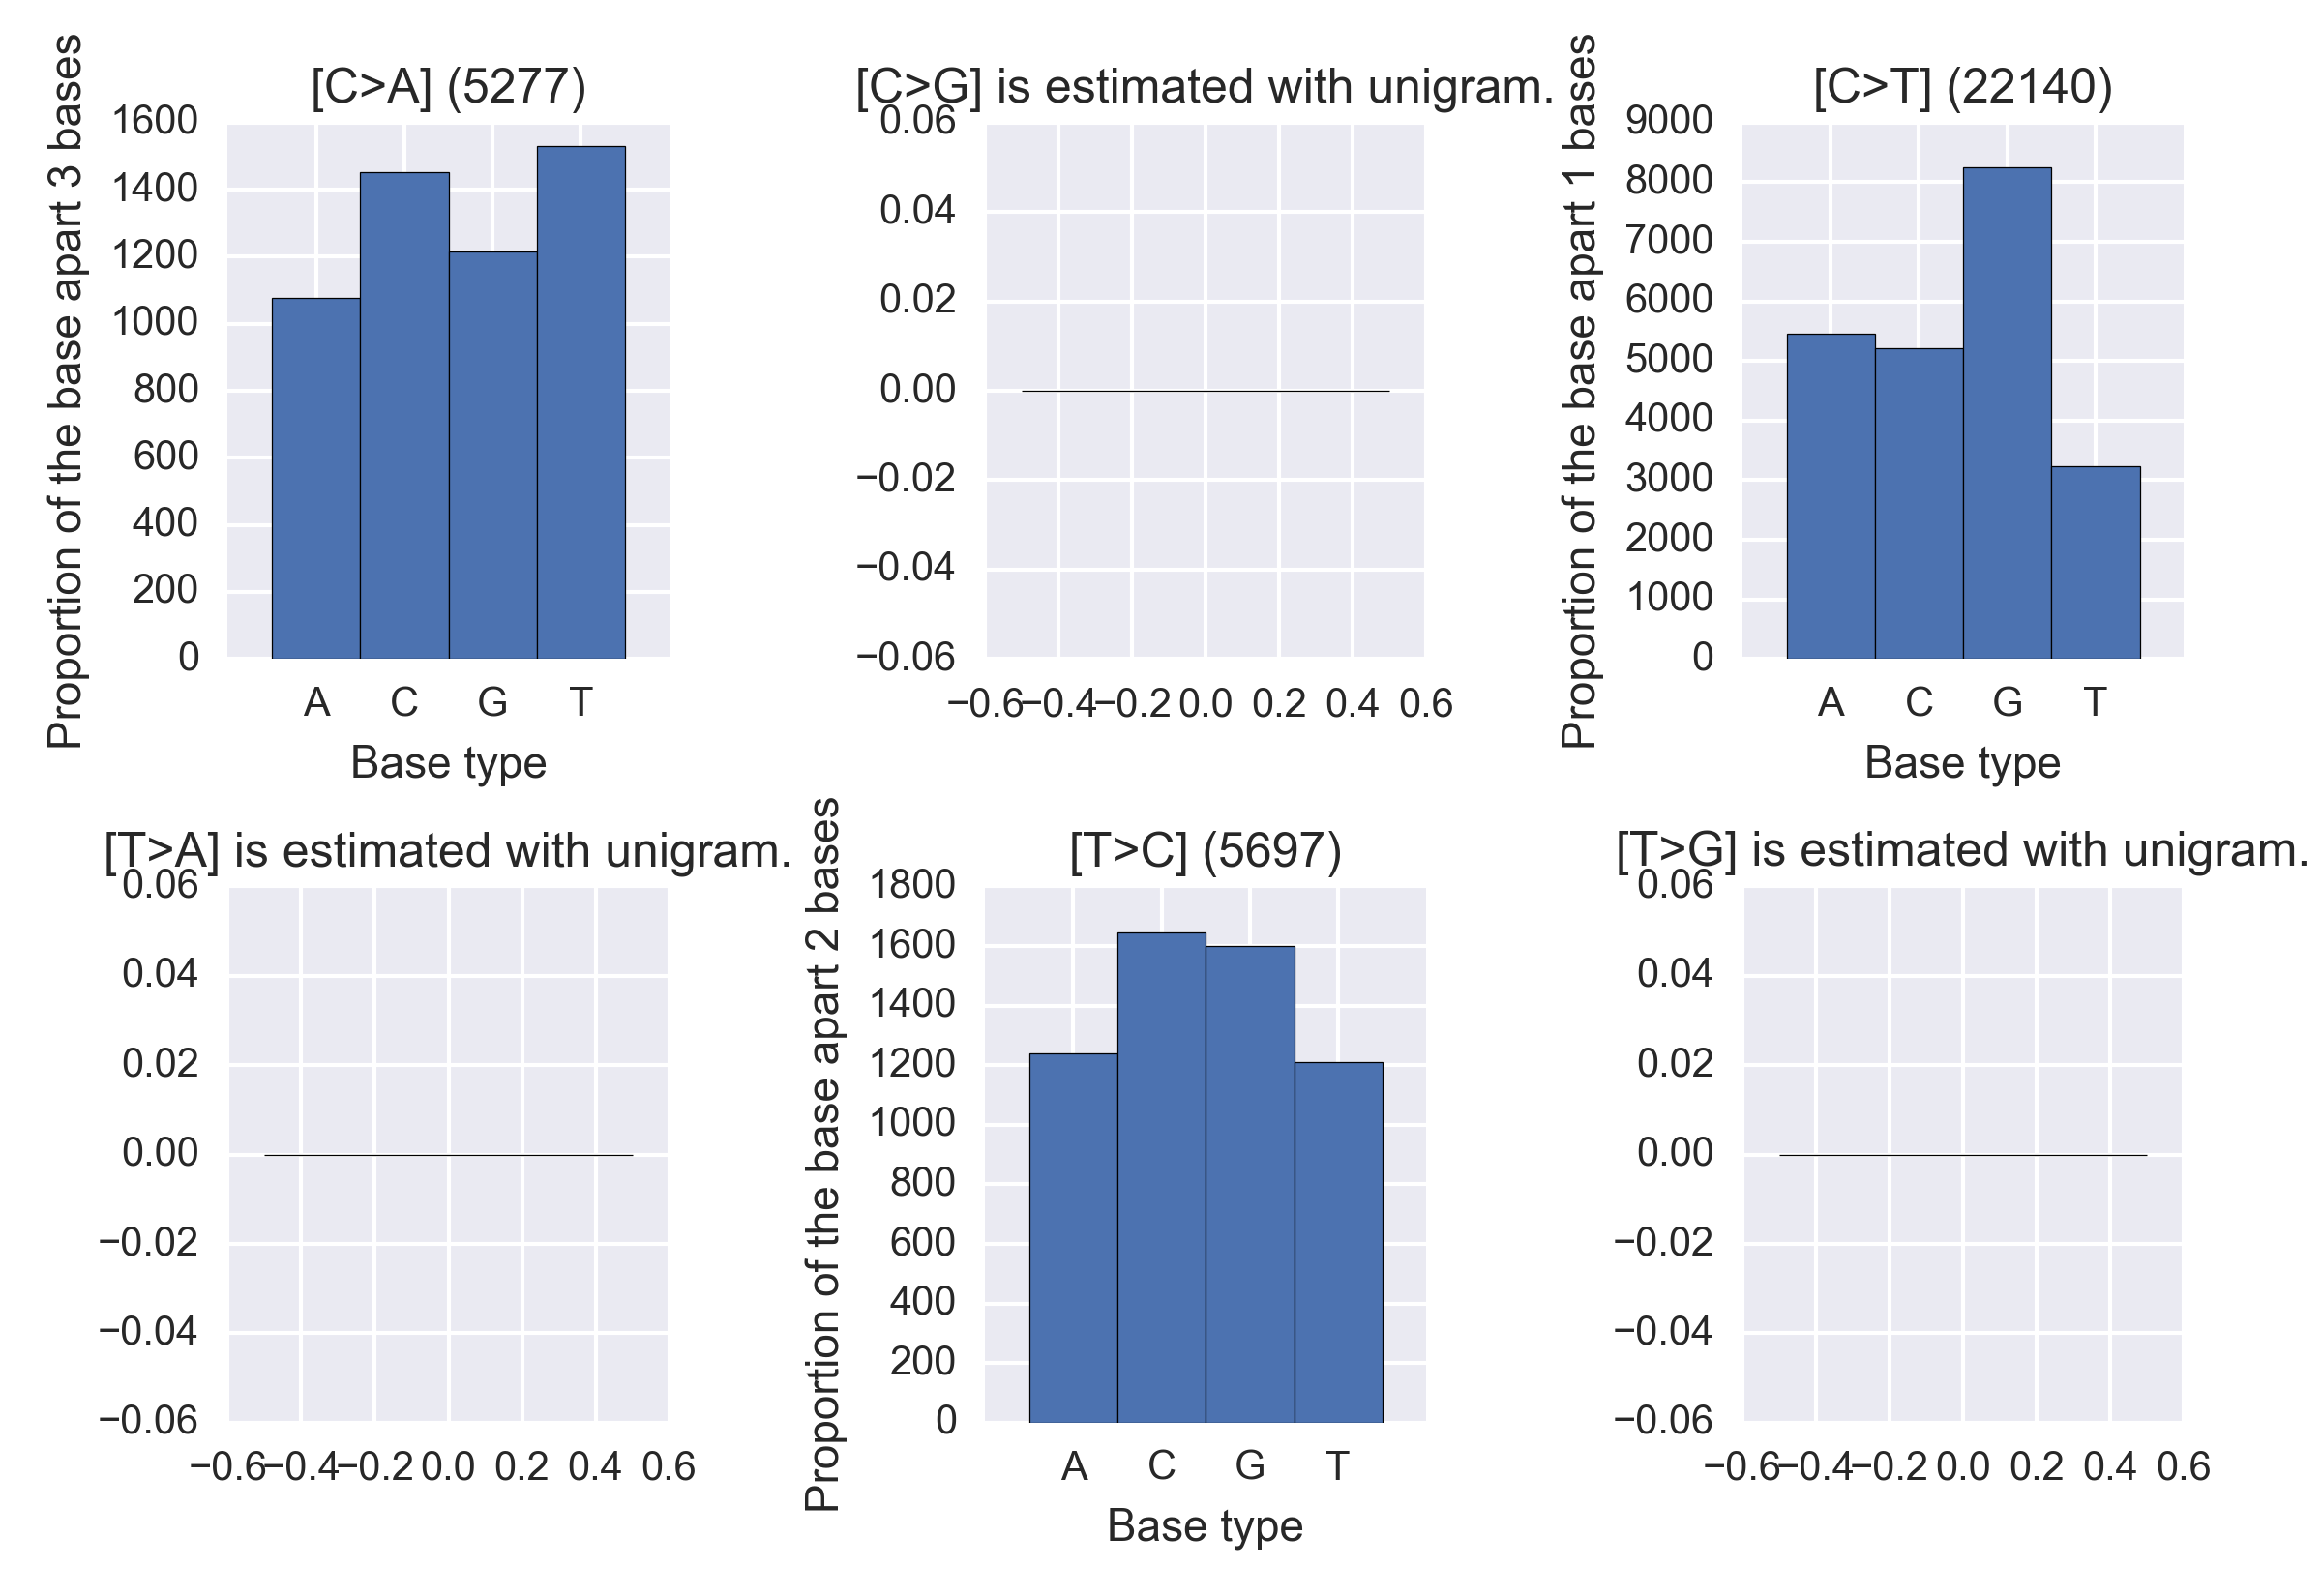 [C>A] (5277)
Proportion of the base apart 3 bases
1600
1400
1200
1000
800
600
400
200
0
A C G T
Base type
[C>G] is estimated with unigram.
0.06
0.04
0.02
0.00
−0.02
−0.04
−0.06
−0.6 −0.4 −0.2 0.0 0.2 0.4 0.6
[C>T] (22140)
Proportion of the base apart 1 bases
9000
8000
7000
6000
5000
4000
3000
2000
1000
0
A C G T
Base type
[T>A] is estimated with unigram.
0.06
0.04
0.02
0.00
−0.02
−0.04
−0.06
−0.6 −0.4 −0.2 0.0 0.2 0.4 0.6
[T>C] (5697)
Proportion of the base apart 2 bases
1800
1600
1400
1200
1000
800
600
400
200
0
A C G T
Base type
[T>G] is estimated with unigram.
0.06
0.04
0.02
0.00
−0.02
−0.04
−0.06
−0.6 −0.4 −0.2 0.0 0.2 0.4 0.6